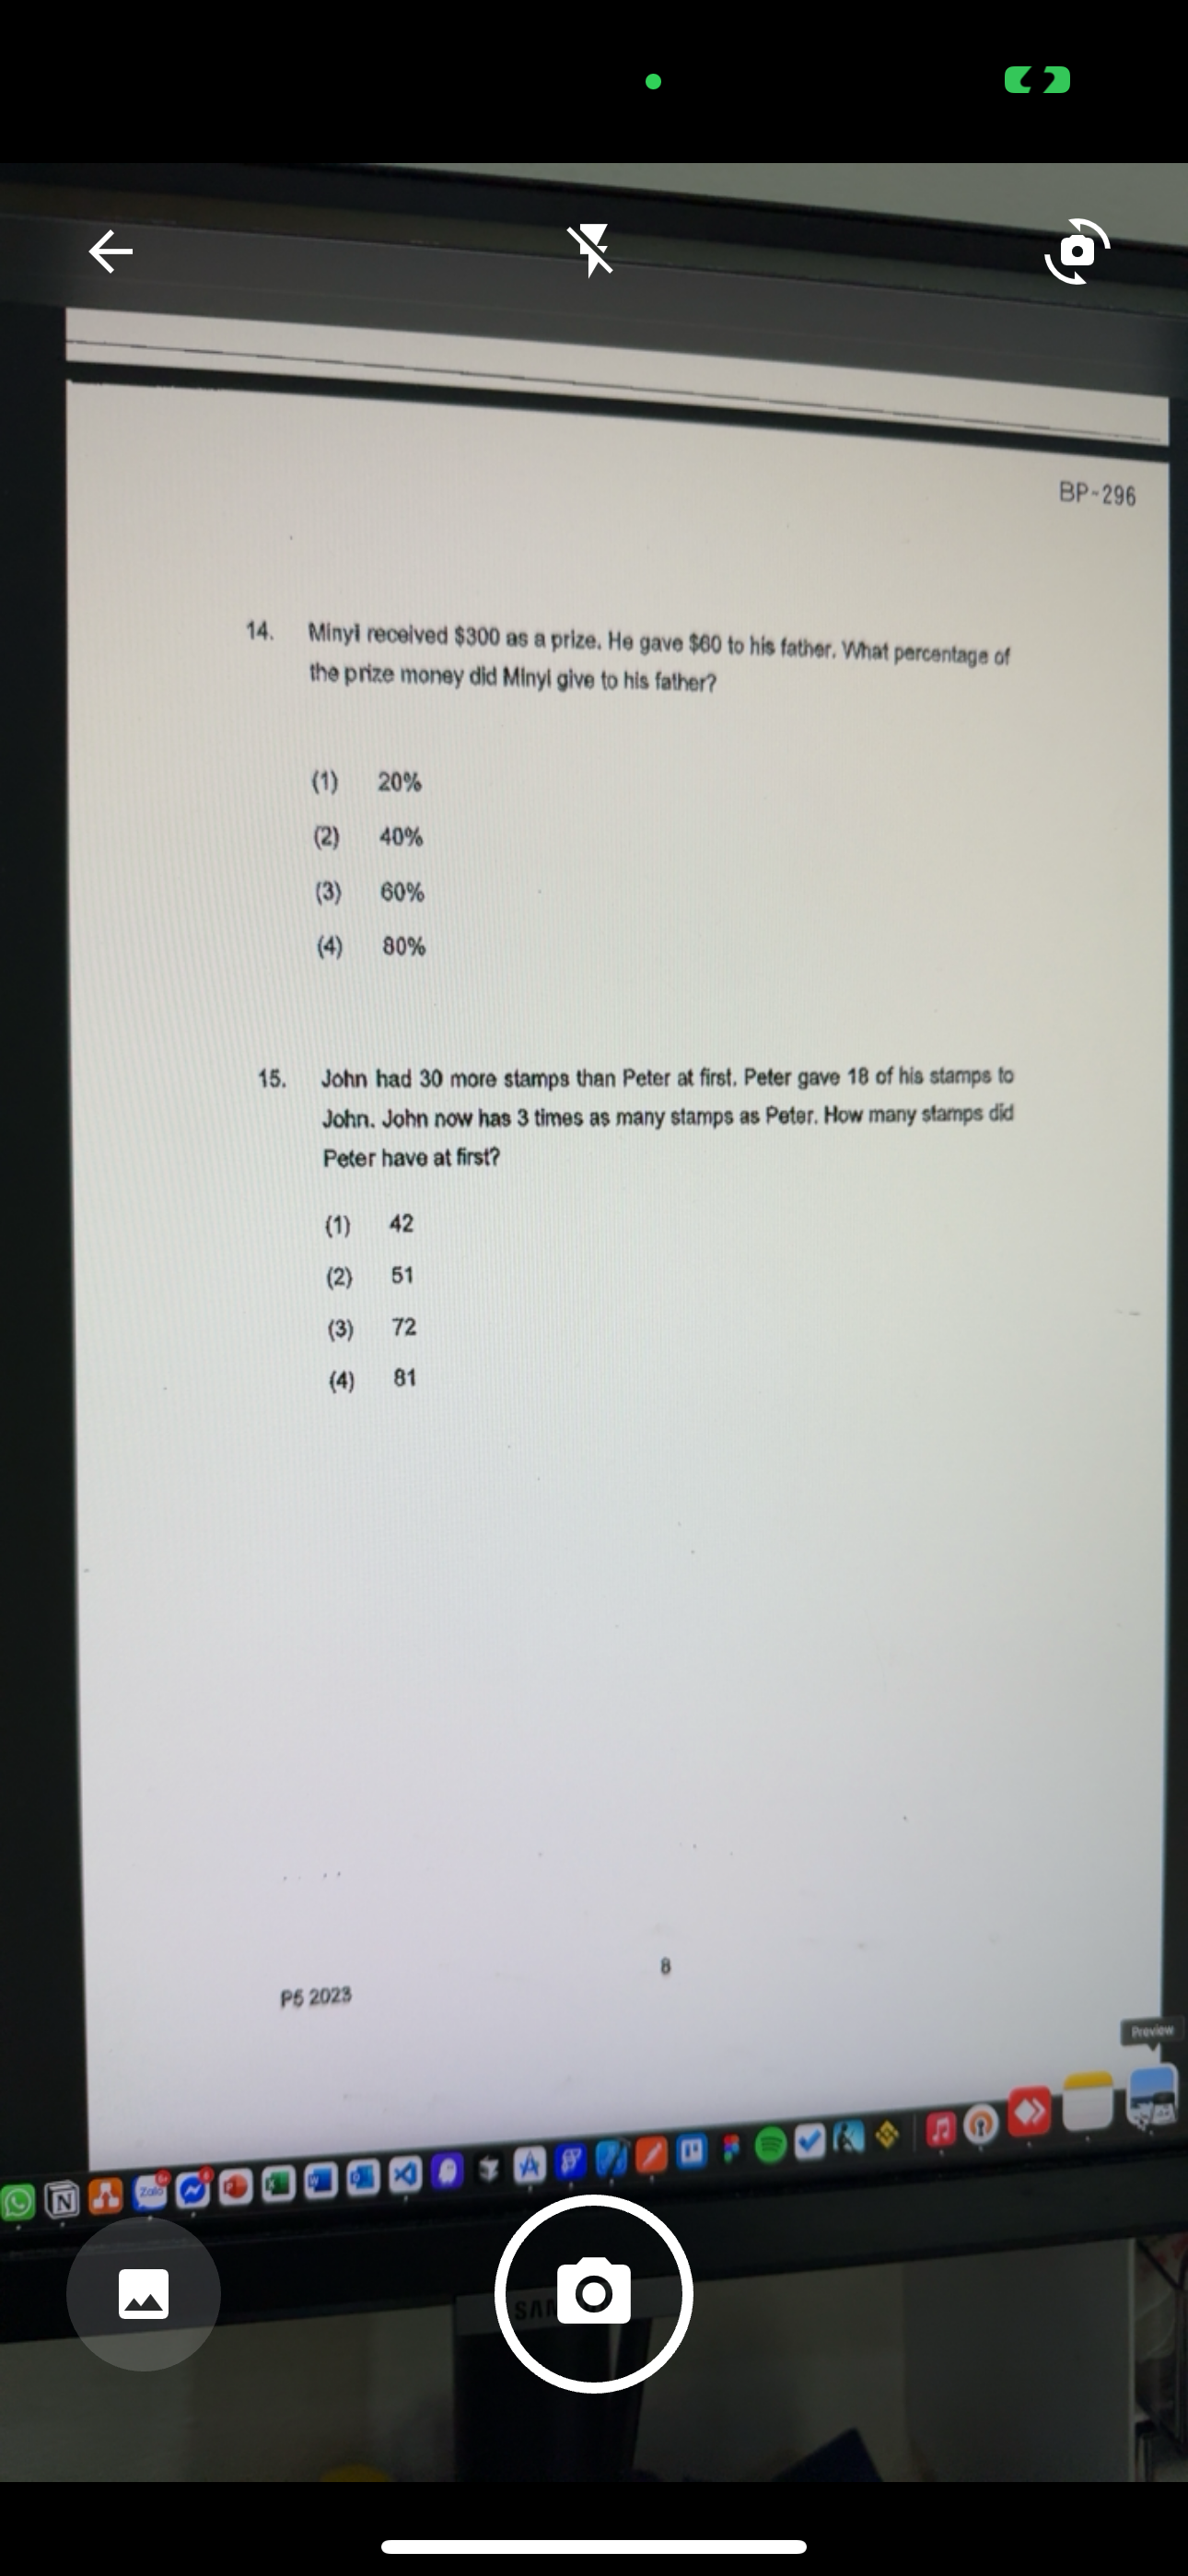 BP-296
14. Minyi received $300 as a prize. He gave $60 to his father. What percentage of
the prize money did Minyi give to his father?
(1) 20%
(2) 40%
(3) 60%
(4) 80%
15. John had 30 more stamps than Peter at first. Peter gave 18 of his stamps to
John. John now has 3 times as many stamps as Peter. How many stamps did
Peter have at first?
(1) 42
(2) 51
(3) 72
(4) 81
8
P5 2023
Preview
Zalo